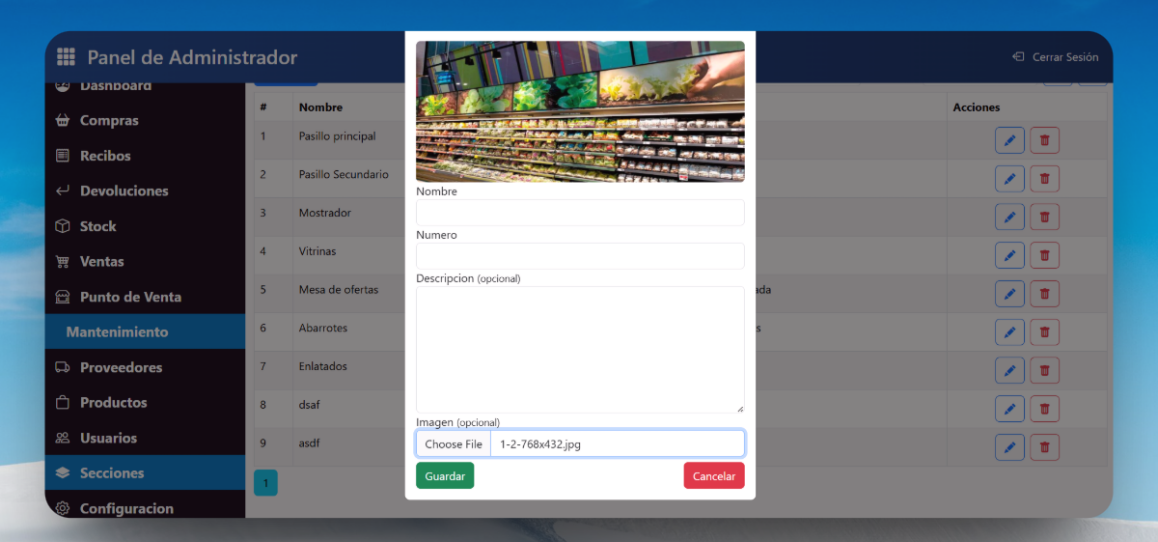 Panel de Administrador
Cerrar Sesión
Dashboard
Compras
Recibos
Devoluciones
Stock
Ventas
Punto de Venta
Mantenimiento
Proveedores
Productos
Usuarios
Secciones
Configuracion
# Nombre Acciones
1 Pasillo principal
2 Pasillo Secundario
3 Mostrador
4 Vitrinas
5 Mesa de ofertas ada
6 Abarrotes s
7 Enlatados
8 dsaf
9 asdf
1
Nombre
Numero
Descripcion (opcional)
Imagen (opcional)
Choose File 1-2-768x432.jpg
Guardar Cancelar